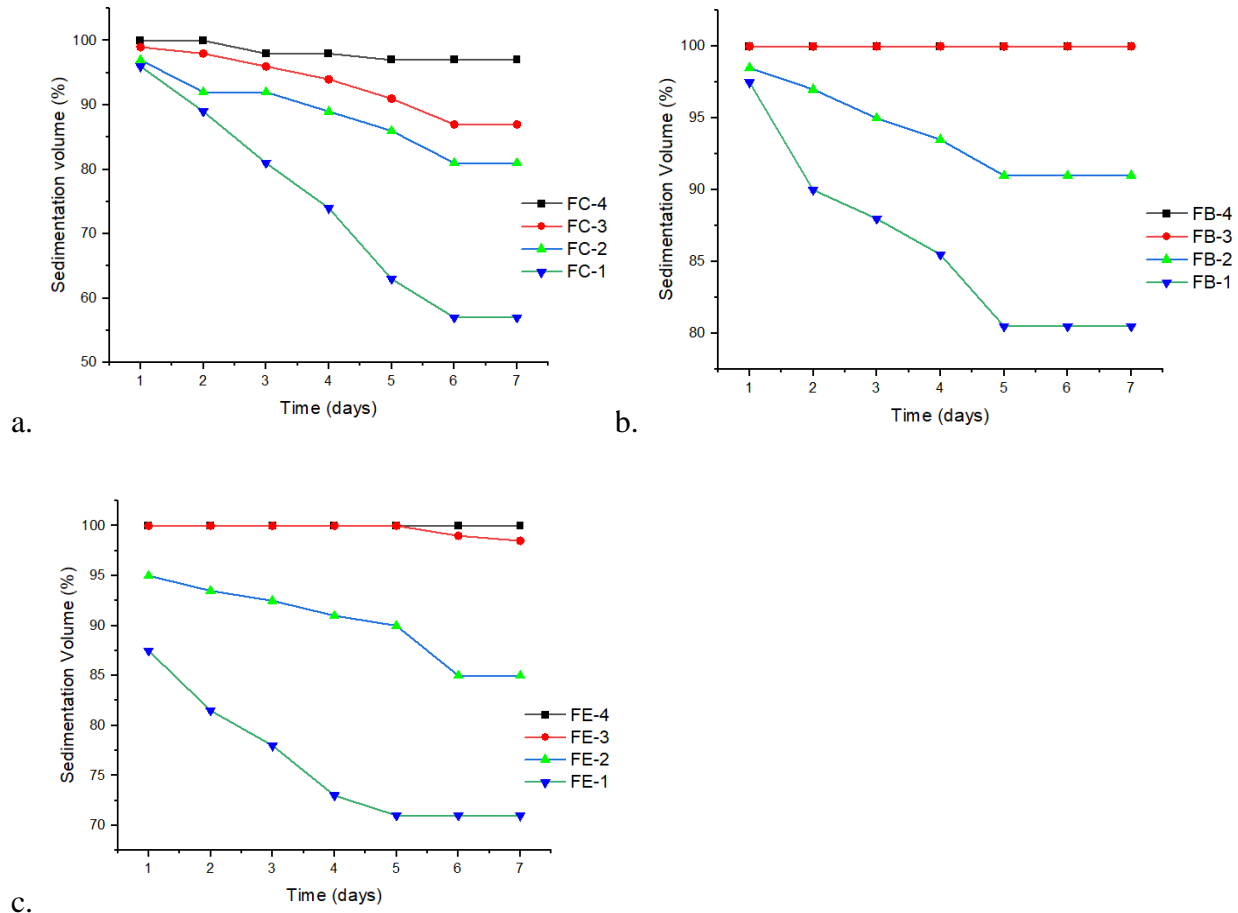 100
90
80
70
60
50
Sedimentation volume (%)
FC-4
FC-3
FC-2
FC-1
1 2 3 4 5 6 7
Time (days)
a.
100
95
90
85
80
Sedimentation Volume (%)
FB-4
FB-3
FB-2
FB-1
1 2 3 4 5 6 7
Time (days)
b.
100
95
90
85
80
75
70
Sedimentation Volume (%)
FE-4
FE-3
FE-2
FE-1
1 2 3 4 5 6 7
Time (days)
c.